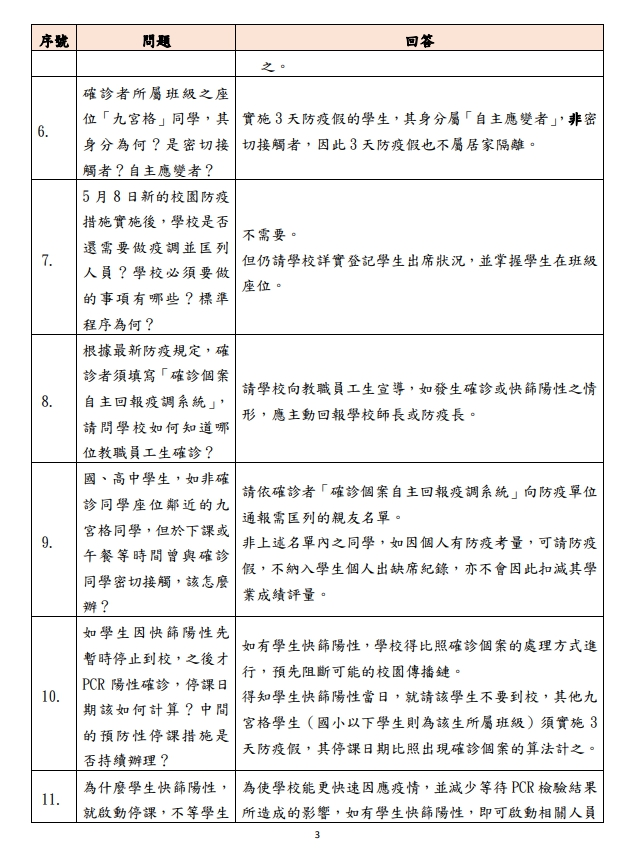 序號 問題 回答
之。
6.
確診者所屬班級之座
位「九宮格」同學，其
身分為何？是密切接
觸者？自主應變者？
實施 3 天防疫假的學生，其身分屬「自主應變者」，非密
切接觸者，因此 3 天防疫假也不屬居家隔離。
7.
5 月 8 日新的校園防疫
措施實施後，學校是否
還需要做疫調並匡列
人員？學校必須要做
的事項有哪些？標準
程序為何？
不需要。
但仍請學校詳實登記學生出席狀況，並掌握學生在班級
座位。
8.
根據最新防疫規定，確
診者須填寫「確診個案
自主回報疫調系統」，
請問學校如何知道哪
位教職員工生確診？
請學校向教職員工生宣導，如發生確診或快篩陽性之情
形，應主動回報學校師長或防疫長。
9.
國、高中學生，如非確
診同學座位鄰近的九
宮格同學，但於下課或
午餐等時間曾與確診
同學密切接觸，該怎麼
辦？
請依確診者「確診個案自主回報疫調系統」向防疫單位
通報需匡列的親友名單。
非上述名單內之同學，如因個人有防疫考量，可請防疫
假，不納入學生個人出缺席紀錄，亦不會因此扣減其學
業成績評量。
10.
如學生因快篩陽性先
暫時停止到校，之後才
PCR 陽性確診，停課日
期該如何計算？中間
的預防性停課措施是
否持續辦理？
如有學生快篩陽性，學校得比照確診個案的處理方式進
行，預先阻斷可能的校園傳播鏈。
得知學生快篩陽性當日，就請該學生不要到校，其他九
宮格學生（國小以下學生則為該生所屬班級）須實施 3
天防疫假，其停課日期比照出現確診個案的算法計之。
11.
為什麼學生快篩陽性，
就啟動停課，不等學生
為使學校能更快速因應疫情，並減少等待 PCR 檢驗結果
所造成的影響，如有學生快篩陽性，即可啟動相關人員
3